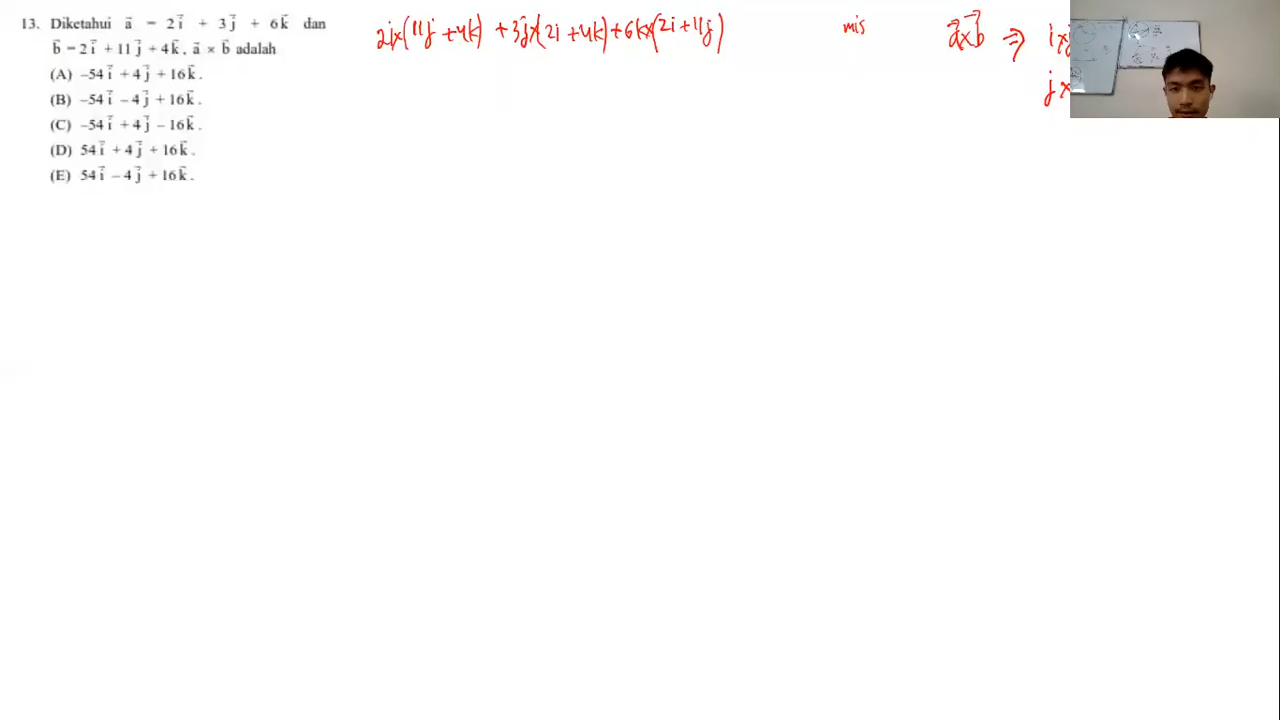 13. Diketahui a⃗ = 2i⃗ + 3j⃗ + 6k⃗ dan
b⃗ = 2i⃗ + 11j⃗ + 4k⃗, a⃗ × b⃗ adalah
(A) –54i⃗ + 4j⃗ + 16k⃗.
(B) –54i⃗ – 4j⃗ + 16k⃗.
(C) –54i⃗ + 4j⃗ – 16k⃗.
(D) 54i⃗ + 4j⃗ + 16k⃗.
(E) 54i⃗ – 4j⃗ + 16k⃗.
2i×(11j + 4k) + 3j×(2i + 4k) + 6k×(2i + 11j)
mis
a⃗×b⃗ ⇒ i×j
j×